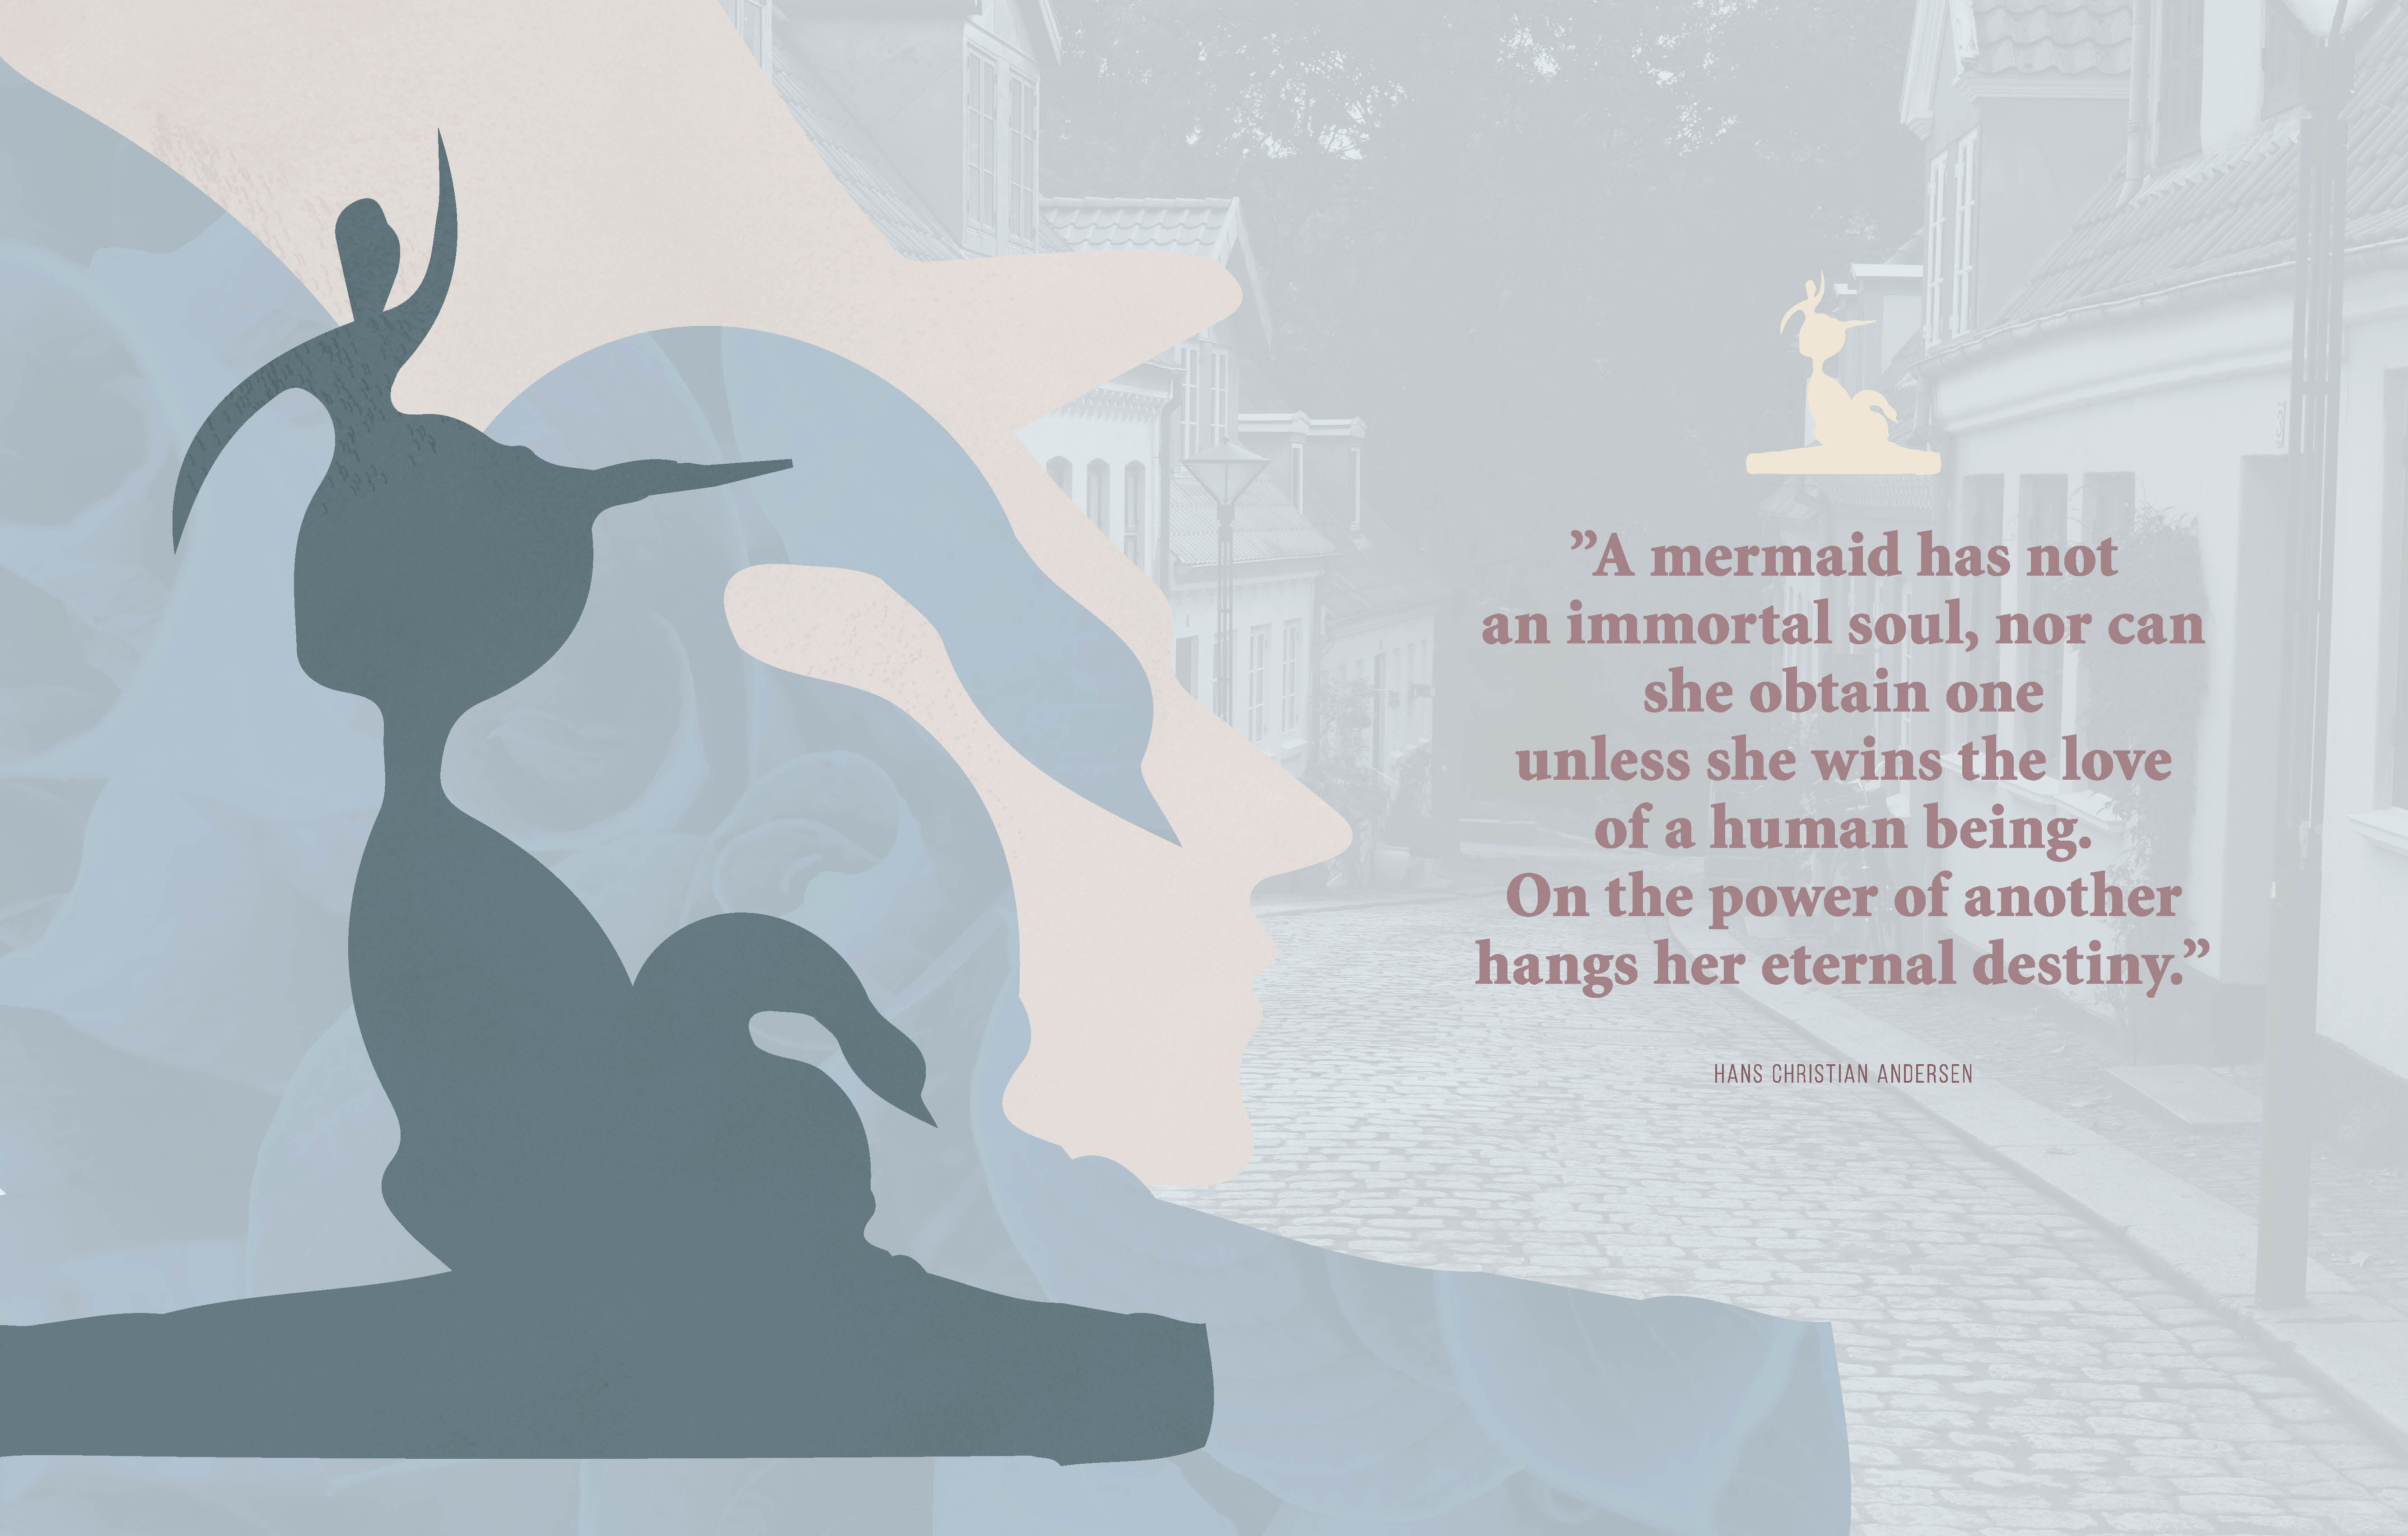 ”A mermaid has not
an immortal soul, nor can
she obtain one
unless she wins the love
of a human being.
On the power of another
hangs her eternal destiny.”
HANS CHRISTIAN ANDERSEN